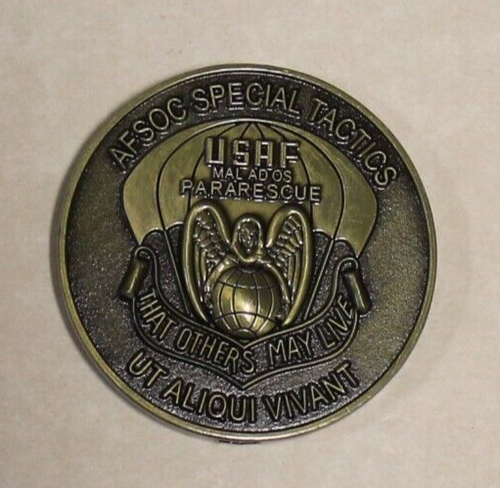 AFSOC SPECIAL TACTICS
USAF
MAL AD OS
PARARESCUE
THAT OTHERS MAY LIVE
UT ALIQUI VIVANT